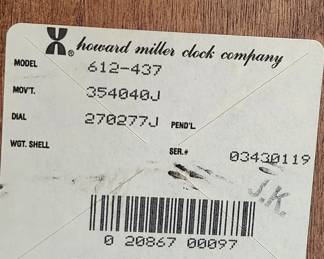 howard miller clock company
MODEL 612-437
MOV'T. 354040J
DIAL 270277J PEND'L.
WGT. SHELL SER.# 03430119
J.K.
0 20867 00097